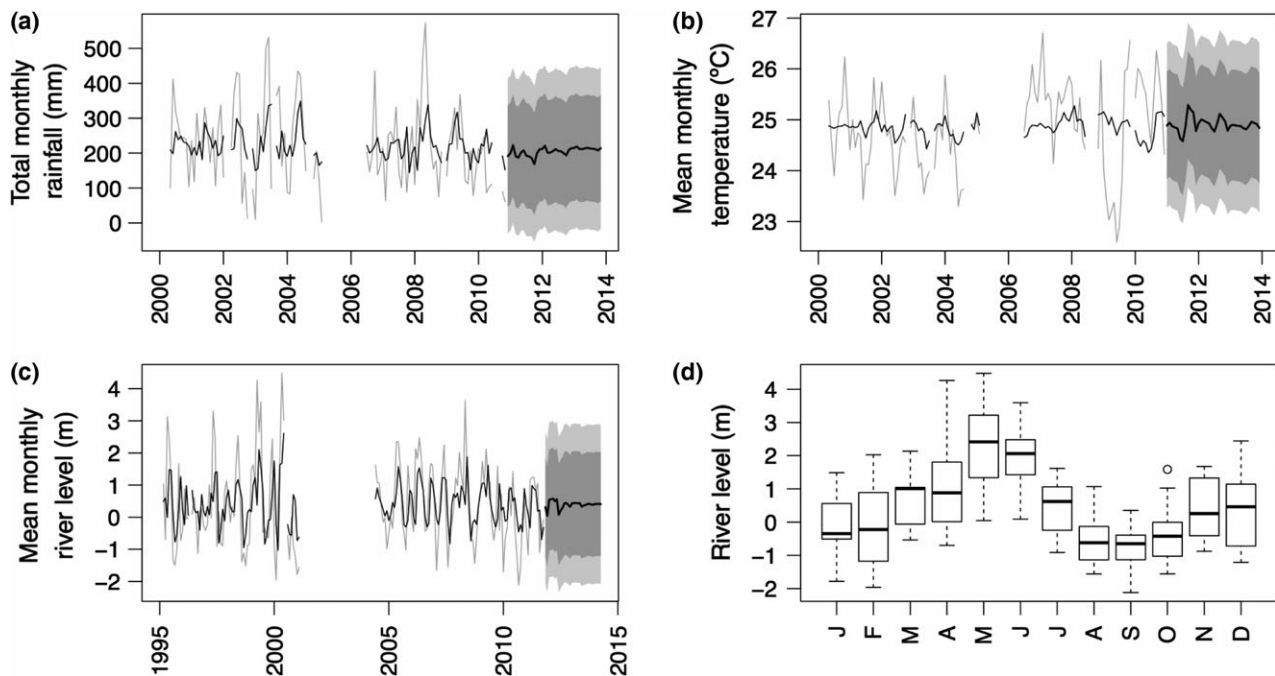 (a)
Total monthly
rainfall (mm)
500
400
300
200
100
0
2000
2002
2004
2006
2008
2010
2012
2014
(b)
Mean monthly
temperature (ºC)
27
26
25
24
23
2000
2002
2004
2006
2008
2010
2012
2014
(c)
Mean monthly
river level (m)
4
3
2
1
0
−1
−2
1995
2000
2005
2010
2015
(d)
River level (m)
4
3
2
1
0
−1
−2
J
F
M
A
M
J
J
A
S
O
N
D